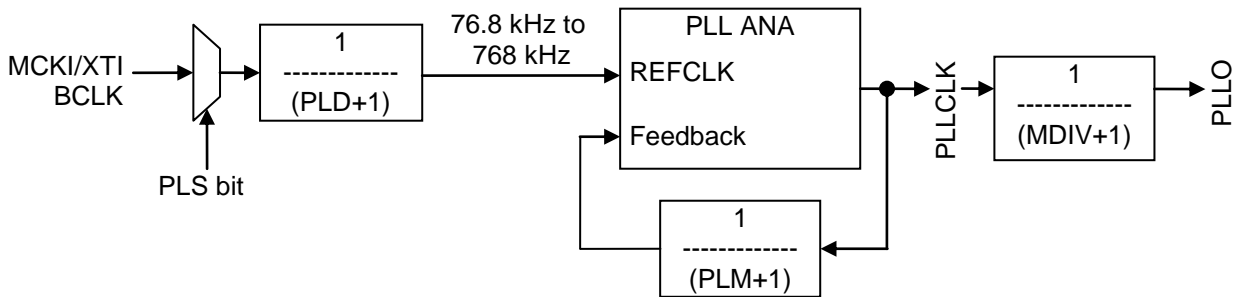 MCKI/XTI
BCLK
PLS bit
1
--------------
(PLD+1)
76.8 kHz to
768 kHz
PLL ANA
REFCLK
Feedback
1
--------------
(PLM+1)
PLLCLK
1
--------------
(MDIV+1)
PLLO